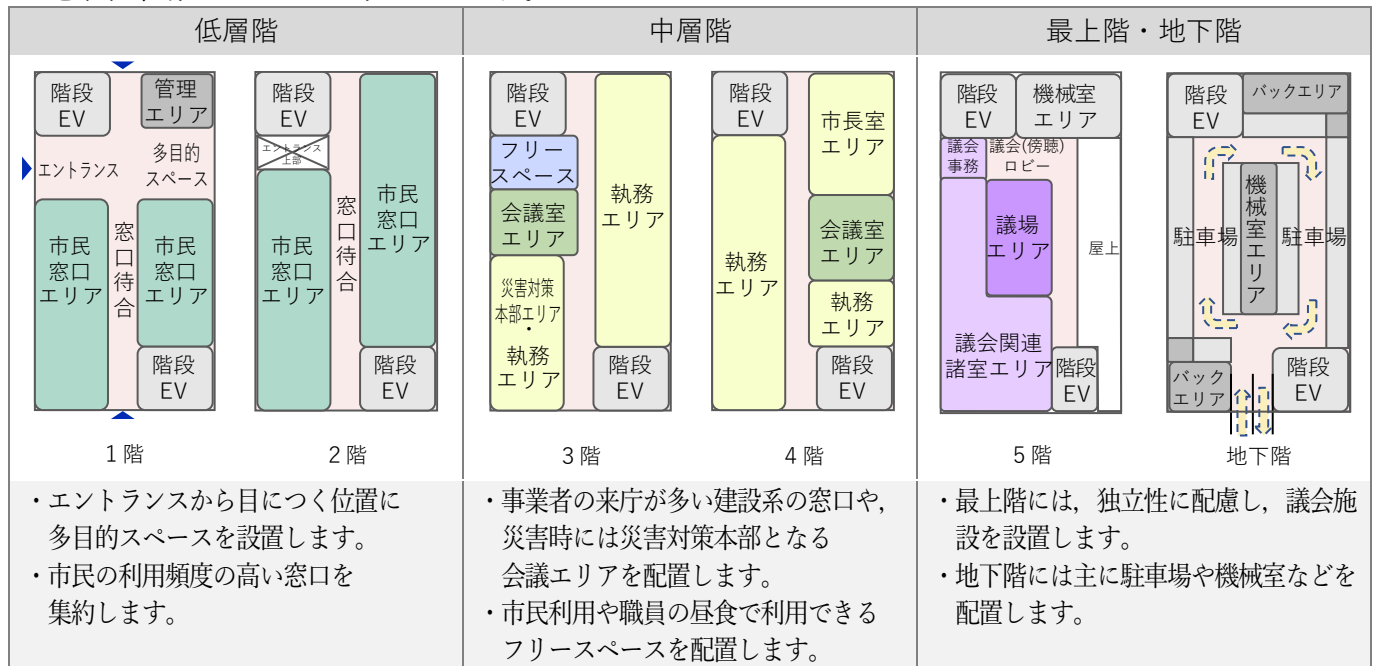 低層階
中層階
最上階・地下階
階段
EV
管理
エリア
エントランス
多目的
スペース
市民
窓口
エリア
窓口待合
市民
窓口
エリア
階段
EV
1 階
階段
EV
エントランス
上部
市民
窓口
エリア
窓口待合
市民
窓口
エリア
階段
EV
2 階
階段
EV
フリー
スペース
会議室
エリア
災害対策
本部エリア
・
執務
エリア
執務
エリア
階段
EV
3 階
階段
EV
市長室
エリア
執務
エリア
会議室
エリア
執務
エリア
階段
EV
4 階
階段
EV
機械室
エリア
議会
事務
議会(傍聴)
ロビー
議場
エリア
屋上
議会関連
諸室エリア
階段
EV
5 階
階段
EV
バックエリア
駐車場
機械室エリア
駐車場
バック
エリア
階段
EV
地下階
・エントランスから目につく位置に
多目的スペースを設置します。
・市民の利用頻度の高い窓口を
集約します。
・事業者の来庁が多い建設系の窓口や，
災害時には災害対策本部となる
会議エリアを配置します。
・市民利用や職員の昼食で利用できる
フリースペースを配置します。
・最上階には，独立性に配慮し，議会施
設を設置します。
・地下階には主に駐車場や機械室などを
配置します。